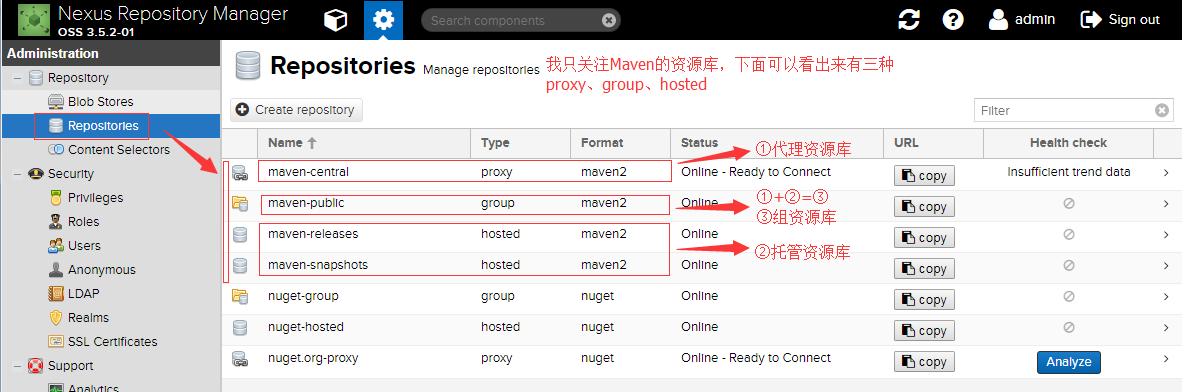 Nexus Repository Manager
OSS 3.5.2-01
Search components
admin
Sign out
Administration
Repository
Blob Stores
Repositories
Content Selectors
Security
Privileges
Roles
Users
Anonymous
LDAP
Realms
SSL Certificates
Support
Analytics
Repositories Manage repositories
我只关注Maven的资源库，下面可以看出来有三种
proxy、group、hosted
Create repository
Filter
Name Type Format Status URL Health check
maven-central proxy maven2 Online - Ready to Connect copy Insufficient trend data
①代理资源库
maven-public group maven2 Online copy
①+②=③
③组资源库
maven-releases hosted maven2 Online copy
②托管资源库
maven-snapshots hosted maven2 Online copy
nuget-group group nuget Online copy
nuget-hosted hosted nuget Online copy
nuget.org-proxy proxy nuget Online - Ready to Connect copy Analyze